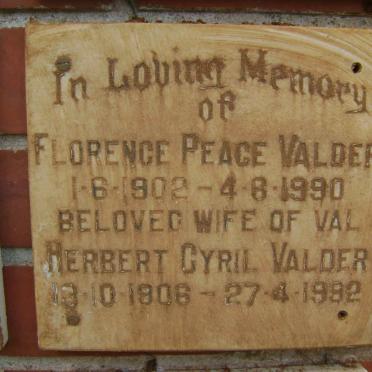 In Loving Memory
of
FLORENCE PEACE VALDER
1-6-1902 - 4-8-1990
BELOVED WIFE OF VAL
HERBERT CYRIL VALDER
13-10-1906 - 27-4-1992